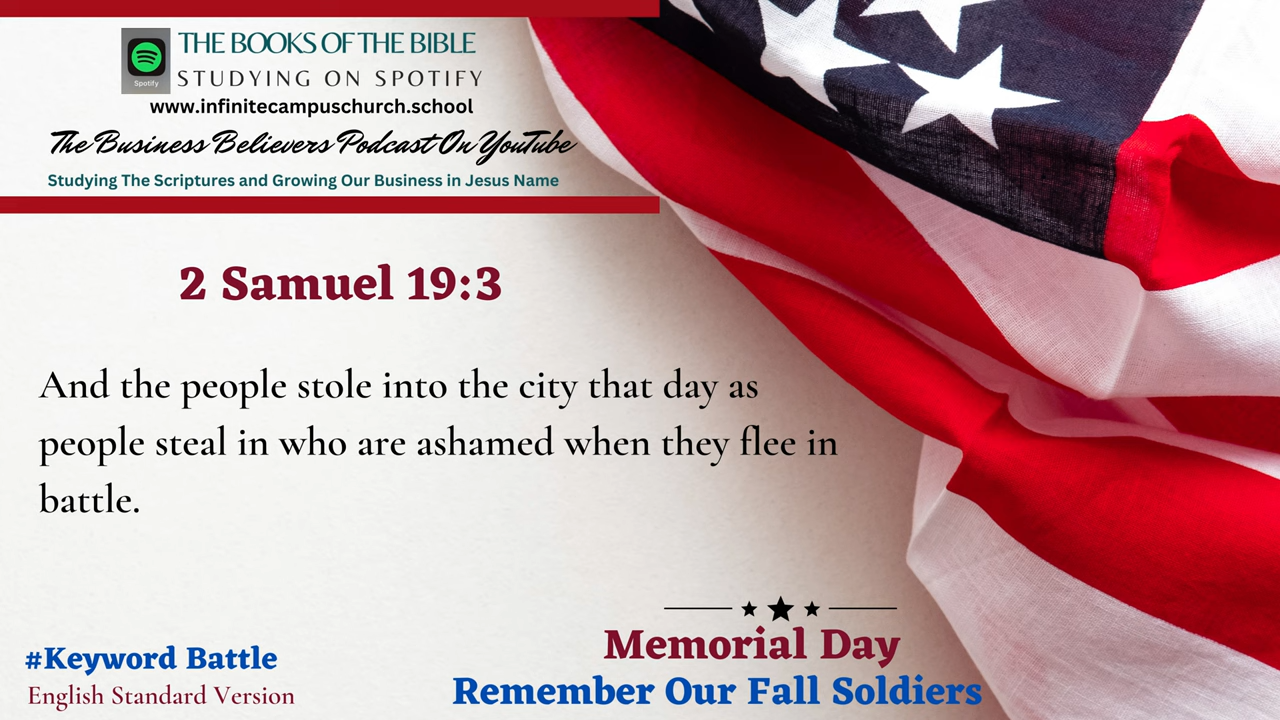 THE BOOKS OF THE BIBLE
Spotify
STUDYING ON SPOTIFY
www.infinitecampuschurch.school
The Business Believers Podcast On YouTube
Studying The Scriptures and Growing Our Business in Jesus Name
2 Samuel 19:3
And the people stole into the city that day as
people steal in who are ashamed when they flee in
battle.
#Keyword Battle
English Standard Version
Memorial Day
Remember Our Fall Soldiers